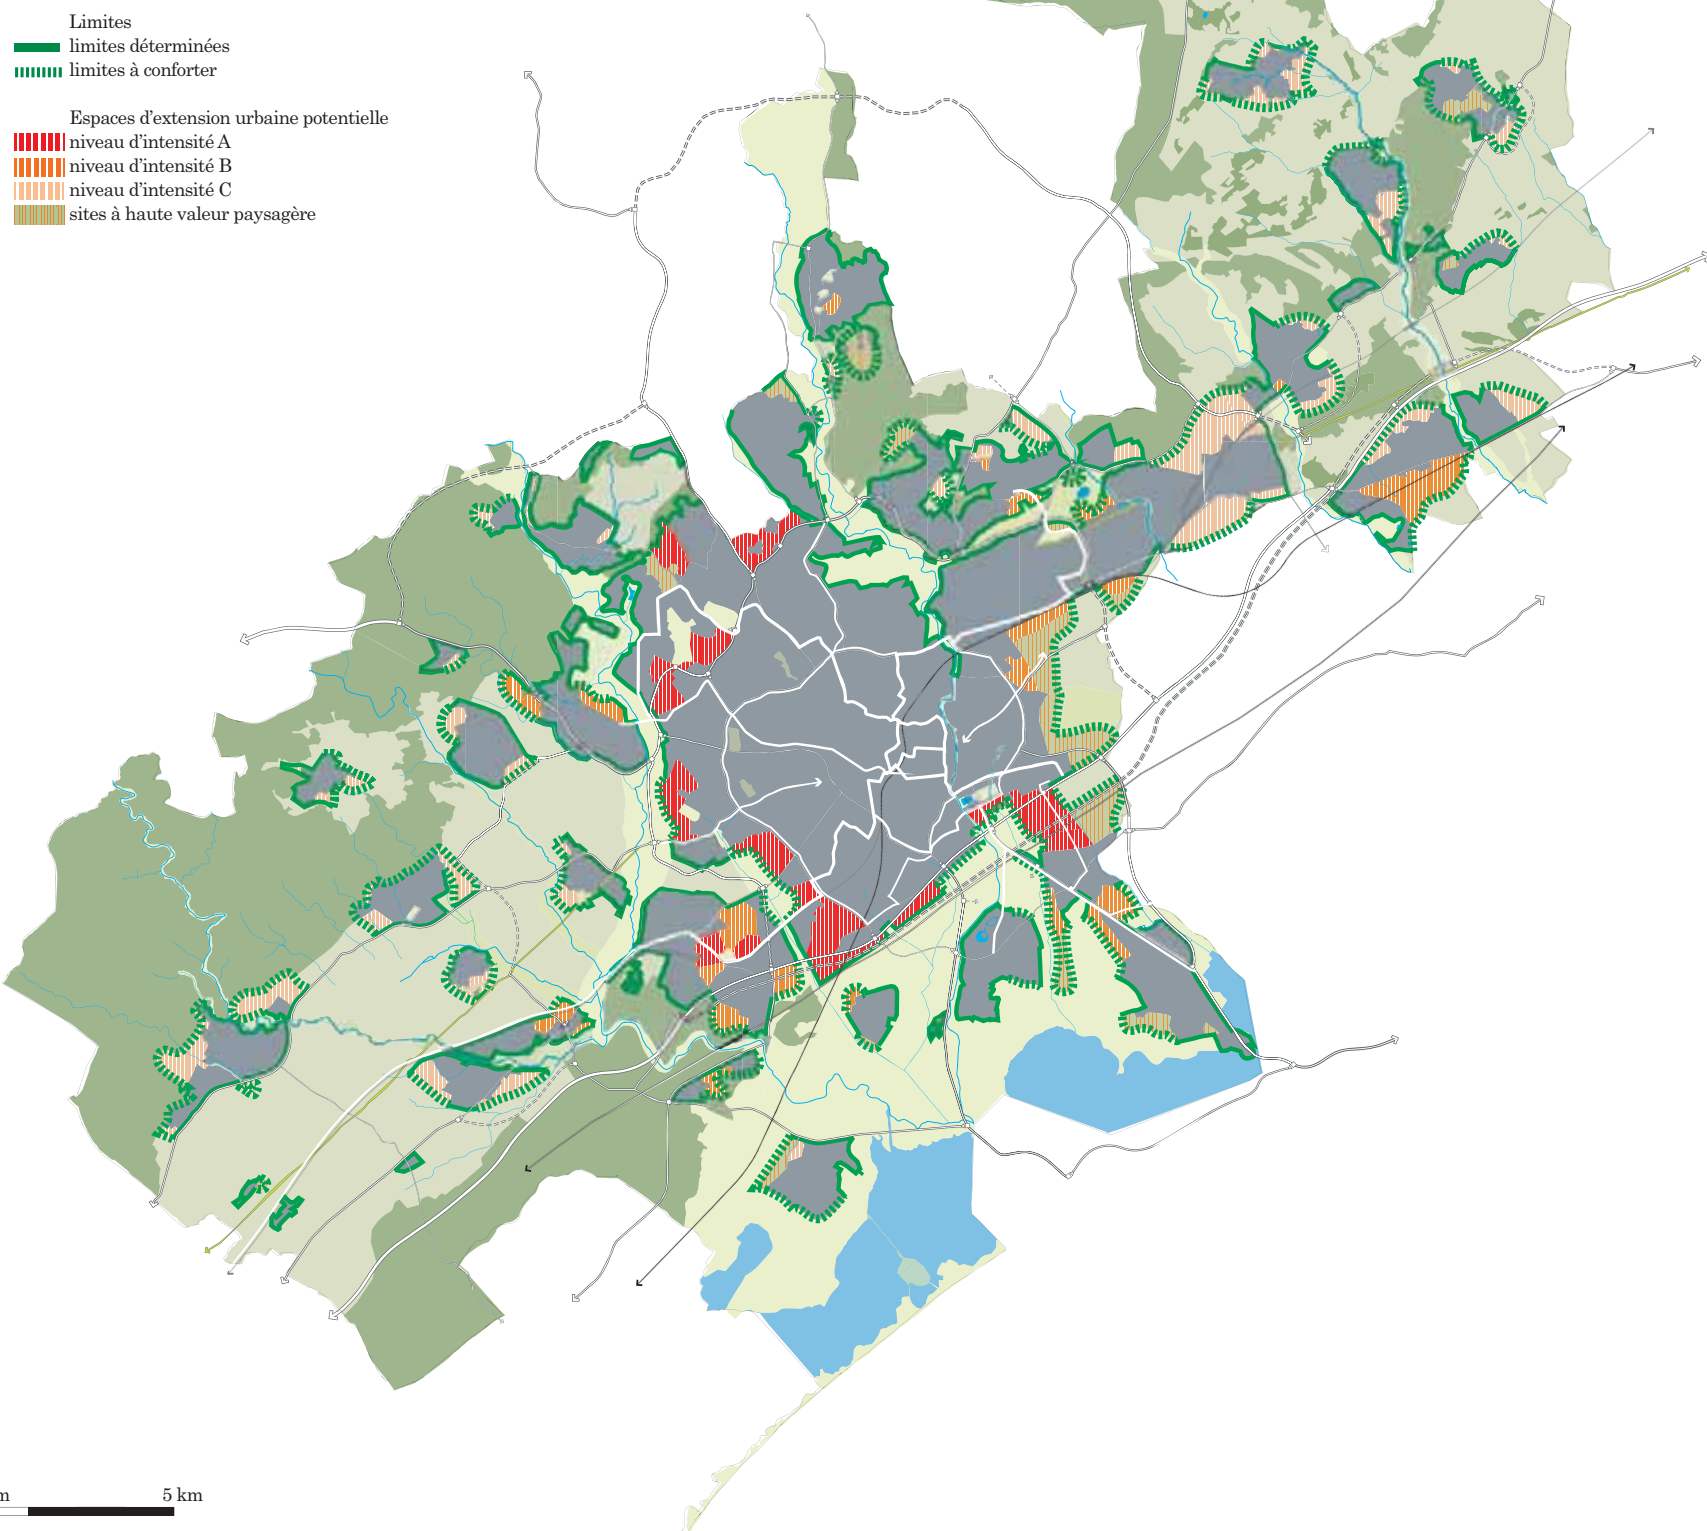 Limites
limites déterminées
limites à conforter
Espaces d'extension urbaine potentielle
niveau d'intensité A
niveau d'intensité B
niveau d'intensité C
sites à haute valeur paysagère
5 km